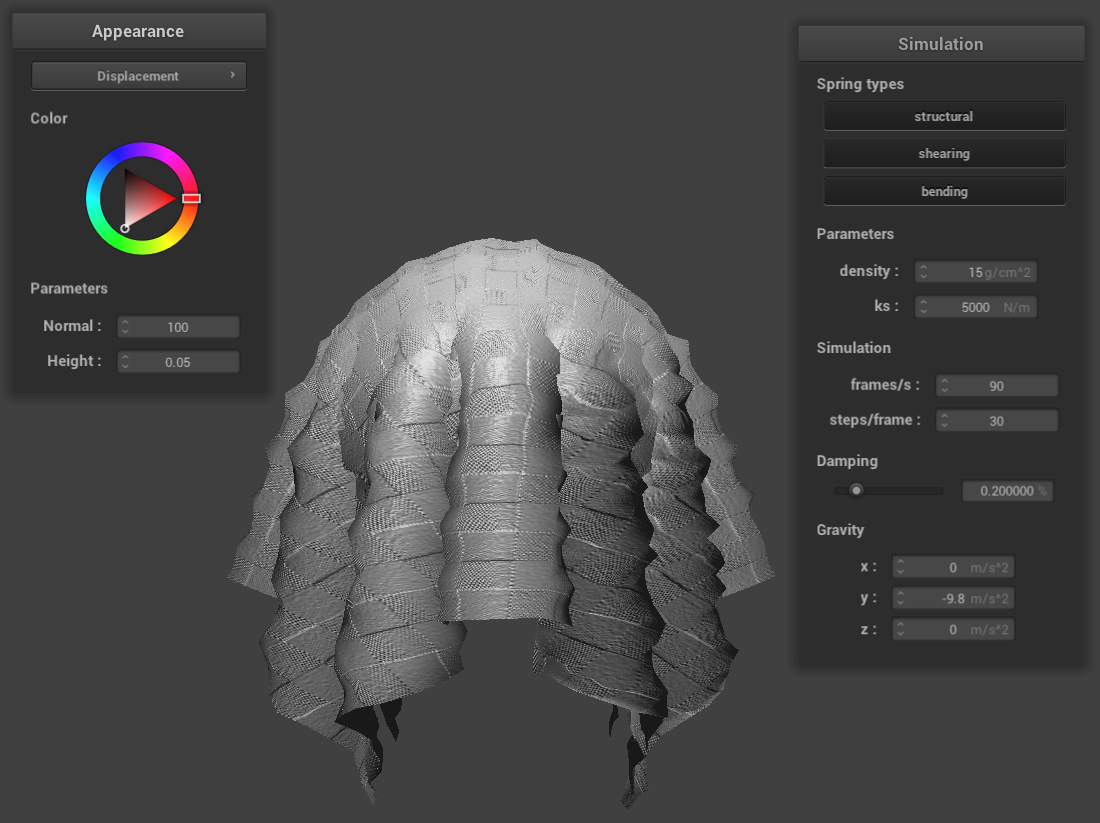 Appearance
Displacement ›
Color
Parameters
Normal : 100
Height : 0.05
Simulation
Spring types
structural
shearing
bending
Parameters
density : 15 g/cm^2
ks : 5000 N/m
Simulation
frames/s : 90
steps/frame : 30
Damping
0.200000 %
Gravity
x : 0 m/s^2
y : -9.8 m/s^2
z : 0 m/s^2